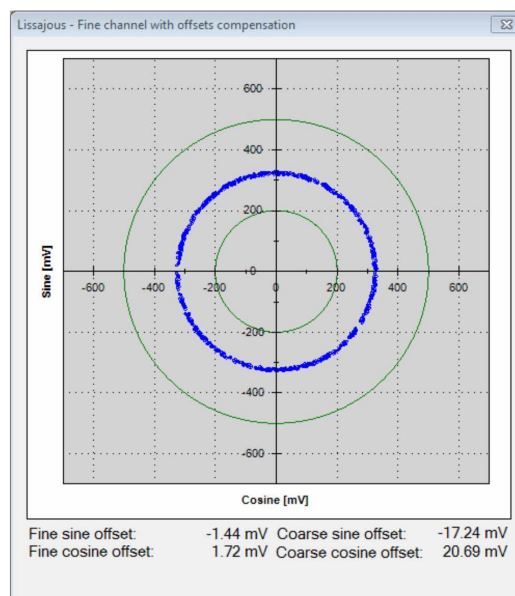 Lissajous - Fine channel with offsets compensation
600
400
200
-600 -400 -200 0 200 400 600
-200
-400
-600
Sine [mV]
Cosine [mV]
Fine sine offset: -1.44 mV Coarse sine offset: -17.24 mV
Fine cosine offset: 1.72 mV Coarse cosine offset: 20.69 mV